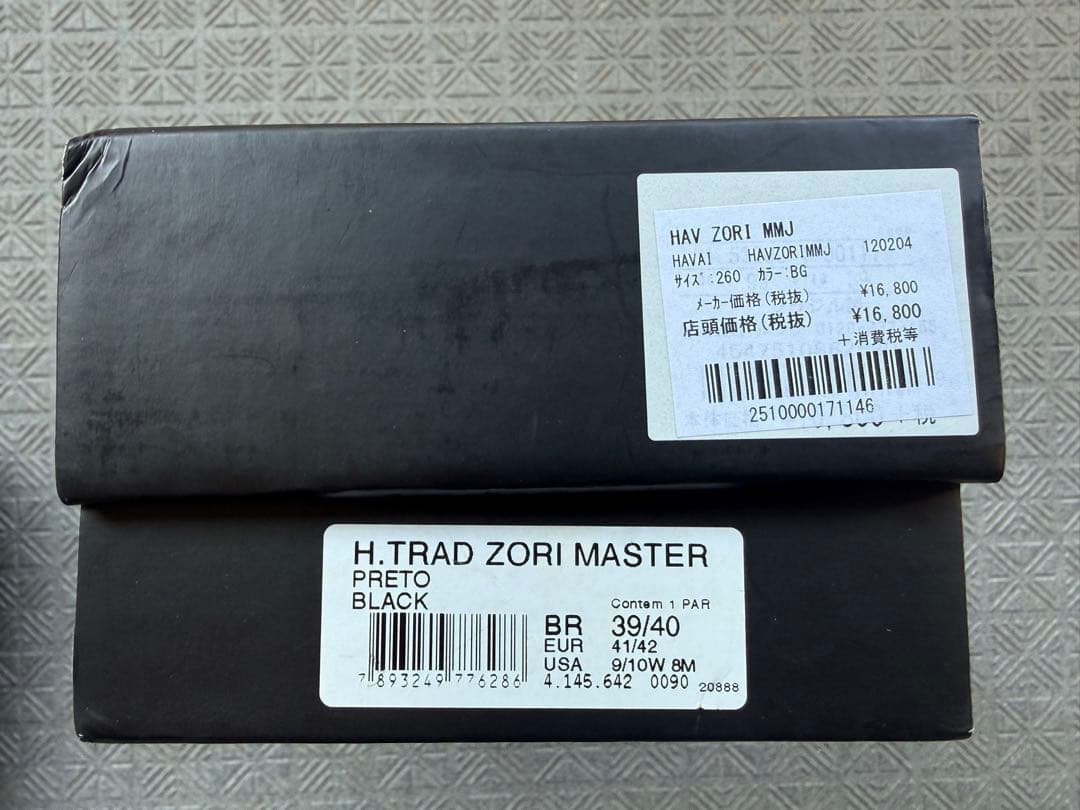 HAV ZORI MMJ
HAVAI HAVZORIMMJ 120204
ｻｲｽﾞ:260 ｶﾗｰ:BG
ﾒｰｶｰ価格(税抜) ¥16,800
店頭価格(税抜) ¥16,800
+消費税等
2510000171146
H.TRAD ZORI MASTER
PRETO
BLACK
Contem 1 PAR
BR 39/40
EUR 41/42
USA 9/10W 8M
7 893249 776286
4.145.642 0090 20888